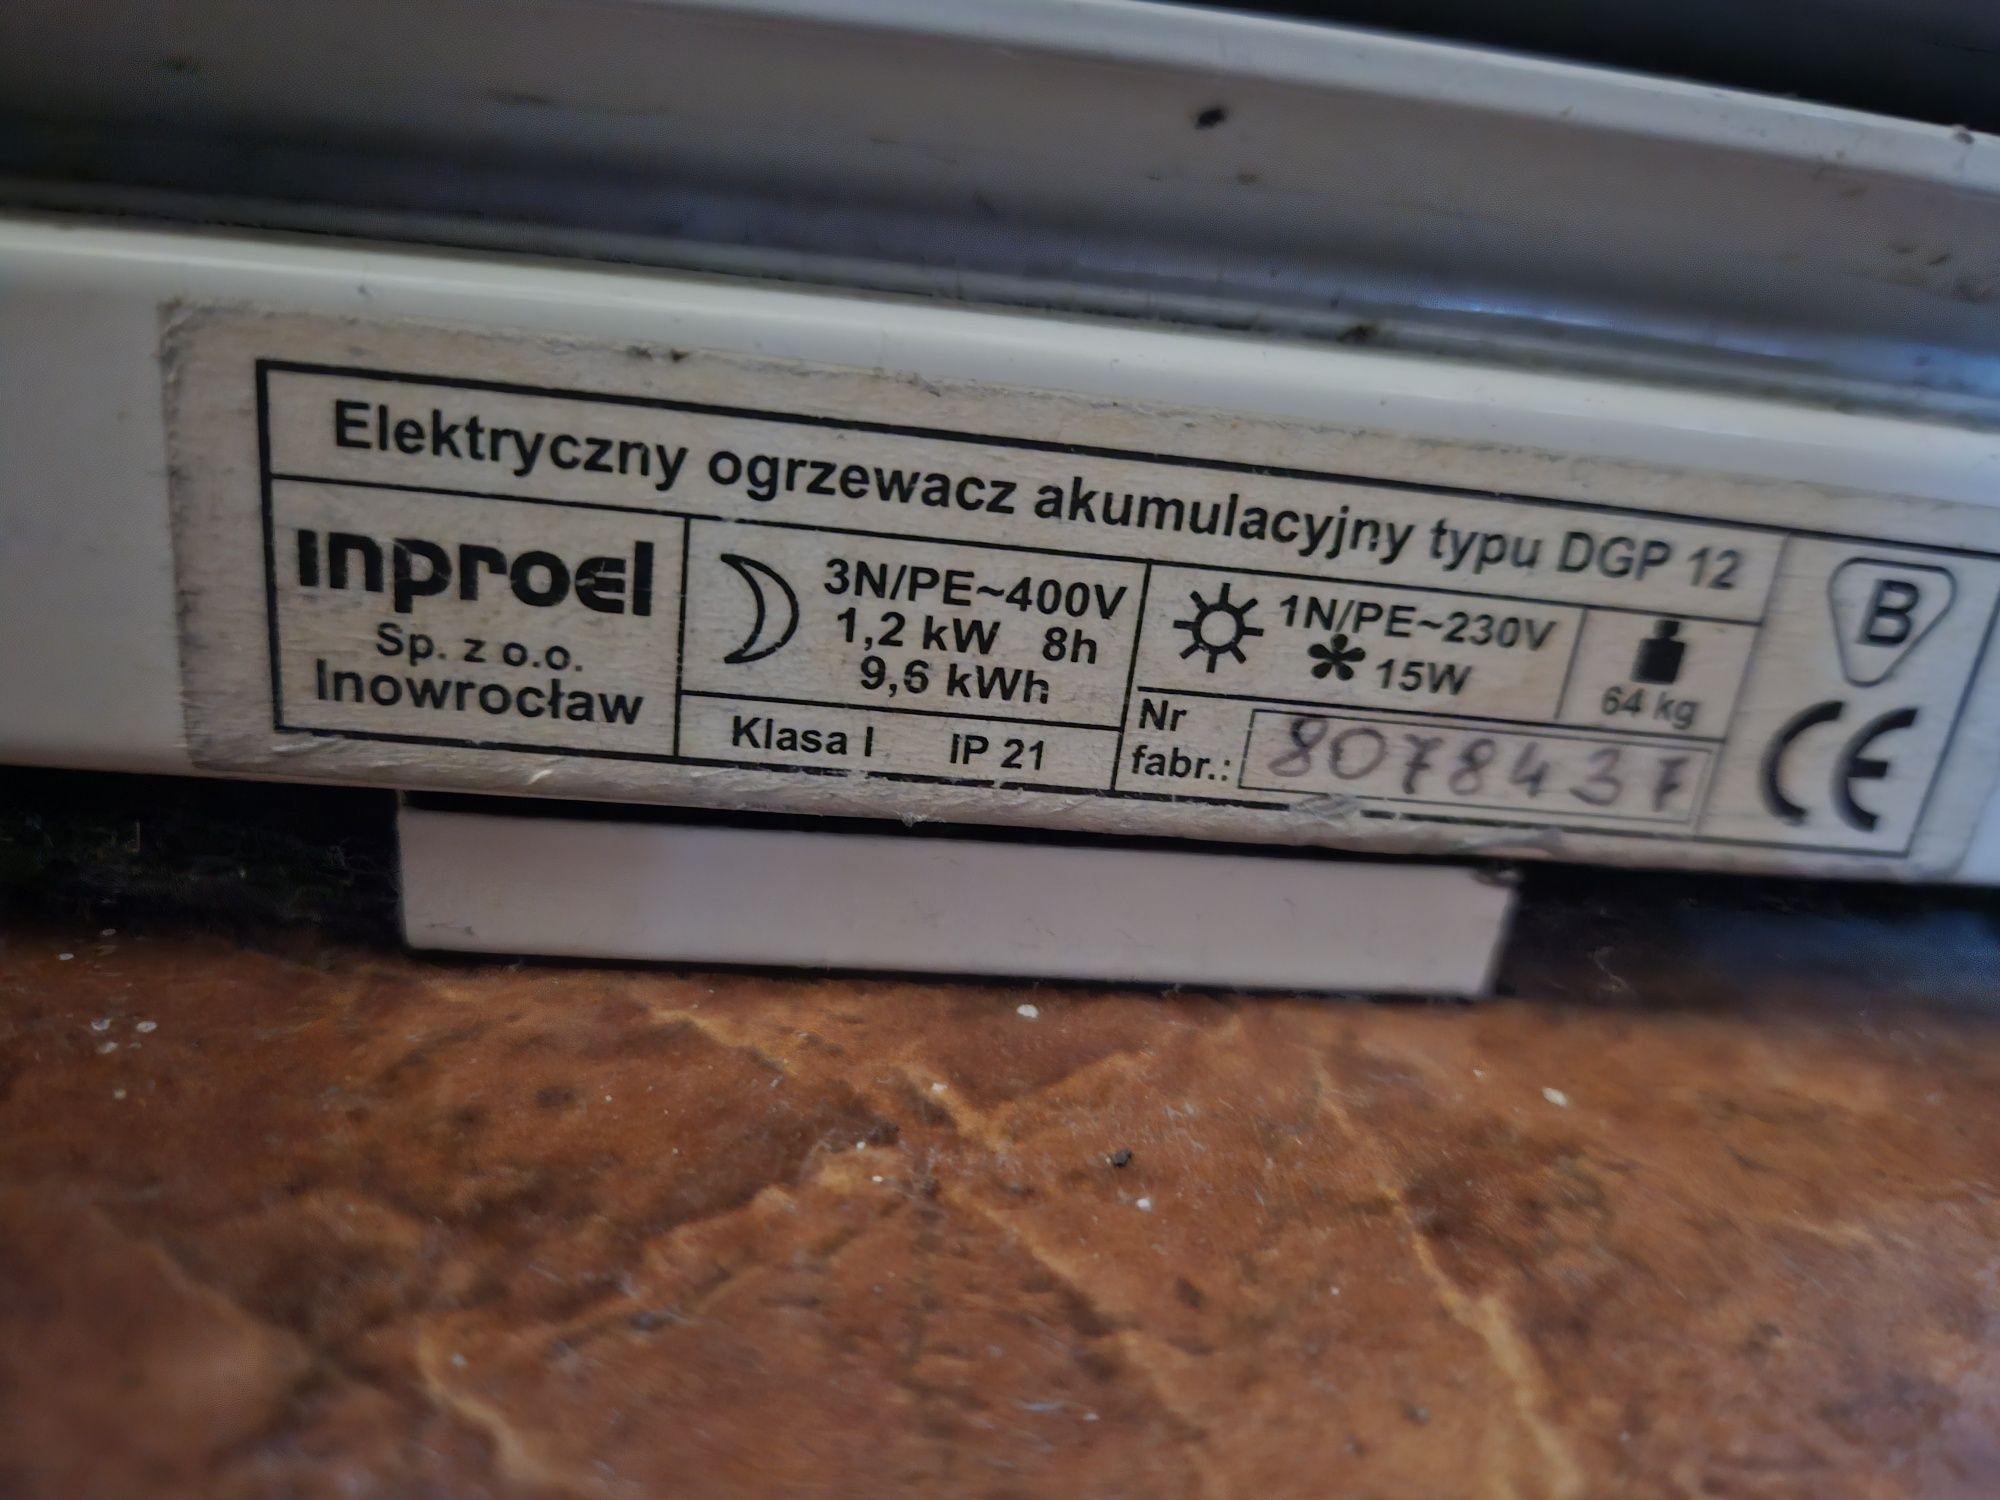 Elektryczny ogrzewacz akumulacyjny typu DGP 12
inproel
Sp. z o.o.
Inowrocław
3N/PE~400V
1,2 kW 8h
9,6 kWh
Klasa I IP 21
1N/PE~230V
15W
64 kg
Nr
fabr.: 8078437
B
CE